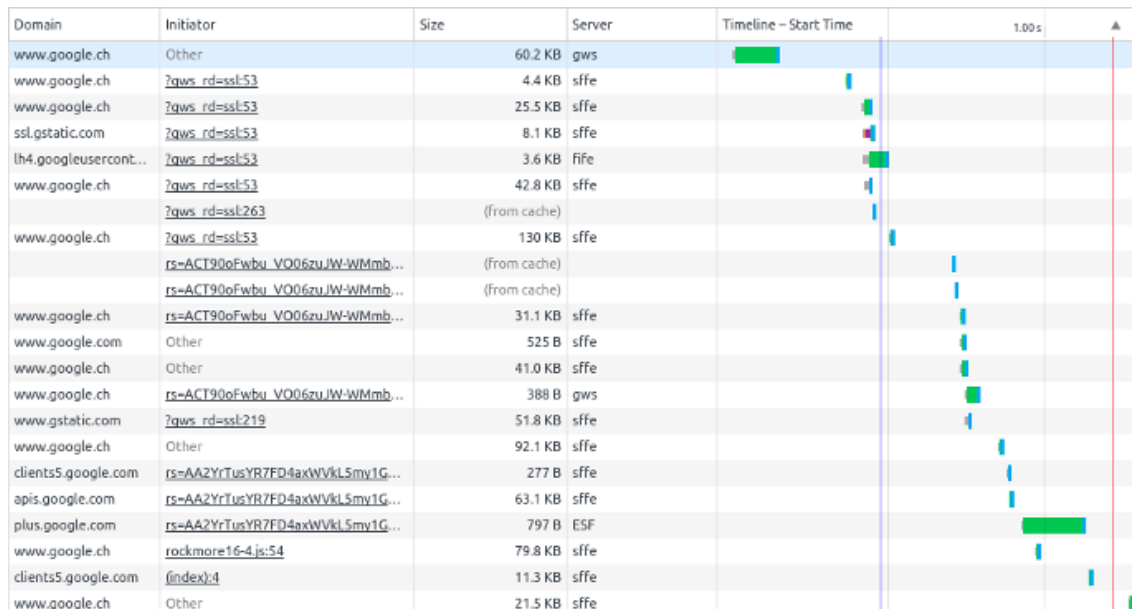 Domain Initiator Size Server Timeline – Start Time 1.00 s
www.google.ch Other 60.2 KB gws
www.google.ch ?gws_rd=ssl:53 4.4 KB sffe
www.google.ch ?gws_rd=ssl:53 25.5 KB sffe
ssl.gstatic.com ?gws_rd=ssl:53 8.1 KB sffe
lh4.googleusercont... ?gws_rd=ssl:53 3.6 KB fife
www.google.ch ?gws_rd=ssl:53 42.8 KB sffe
?gws_rd=ssl:263 (from cache)
www.google.ch ?gws_rd=ssl:53 130 KB sffe
rs=ACT90oFwbu_VO06zuJW-WMmb... (from cache)
rs=ACT90oFwbu_VO06zuJW-WMmb... (from cache)
www.google.ch rs=ACT90oFwbu_VO06zuJW-WMmb... 31.1 KB sffe
www.google.com Other 525 B sffe
www.google.ch Other 41.0 KB sffe
www.google.ch rs=ACT90oFwbu_VO06zuJW-WMmb... 388 B gws
www.gstatic.com ?gws_rd=ssl:219 51.8 KB sffe
www.google.ch Other 92.1 KB sffe
clients5.google.com rs=AA2YrTusYR7FD4axWVkL5my1G... 277 B sffe
apis.google.com rs=AA2YrTusYR7FD4axWVkL5my1G... 63.1 KB sffe
plus.google.com rs=AA2YrTusYR7FD4axWVkL5my1G... 797 B ESF
www.google.ch rockmore16-4.js:54 79.8 KB sffe
clients5.google.com (index):4 11.3 KB sffe
www.google.ch Other 21.5 KB sffe